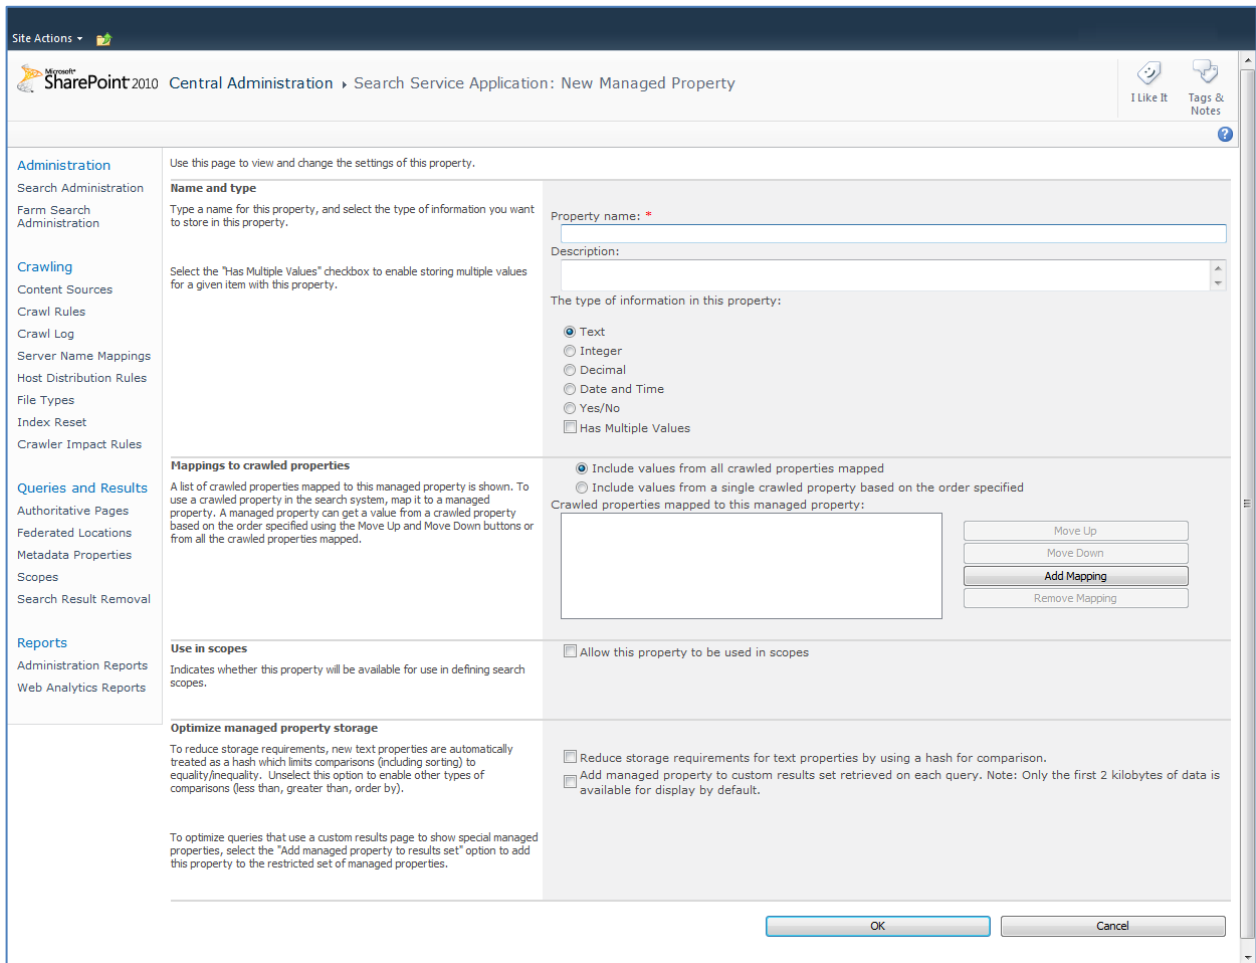 Site Actions
Microsoft
SharePoint 2010 Central Administration Search Service Application: New Managed Property
I Like It
Tags &
Notes
Administration
Search Administration
Farm Search
Administration
Crawling
Content Sources
Crawl Rules
Crawl Log
Server Name Mappings
Host Distribution Rules
File Types
Index Reset
Crawler Impact Rules
Queries and Results
Authoritative Pages
Federated Locations
Metadata Properties
Scopes
Search Result Removal
Reports
Administration Reports
Web Analytics Reports
Use this page to view and change the settings of this property.
Name and type
Type a name for this property, and select the type of information you want
to store in this property.
Select the "Has Multiple Values" checkbox to enable storing multiple values
for a given item with this property.
Property name: *
Description:
The type of information in this property:
Text
Integer
Decimal
Date and Time
Yes/No
Has Multiple Values
Mappings to crawled properties
A list of crawled properties mapped to this managed property is shown. To
use a crawled property in the search system, map it to a managed
property. A managed property can get a value from a crawled property
based on the order specified using the Move Up and Move Down buttons or
from all the crawled properties mapped.
Include values from all crawled properties mapped
Include values from a single crawled property based on the order specified
Crawled properties mapped to this managed property:
Move Up
Move Down
Add Mapping
Remove Mapping
Use in scopes
Indicates whether this property will be available for use in defining search
scopes.
Allow this property to be used in scopes
Optimize managed property storage
To reduce storage requirements, new text properties are automatically
treated as a hash which limits comparisons (including sorting) to
equality/inequality. Unselect this option to enable other types of
comparisons (less than, greater than, order by).
To optimize queries that use a custom results page to show special managed
properties, select the "Add managed property to results set" option to add
this property to the restricted set of managed properties.
Reduce storage requirements for text properties by using a hash for comparison.
Add managed property to custom results set retrieved on each query. Note: Only the first 2 kilobytes of data is
available for display by default.
OK
Cancel